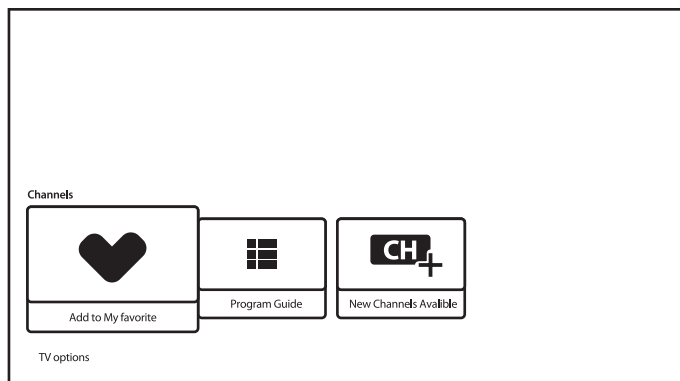 Channels
CH
Add to My favorite
Program Guide
New Channels Avalible
TV options